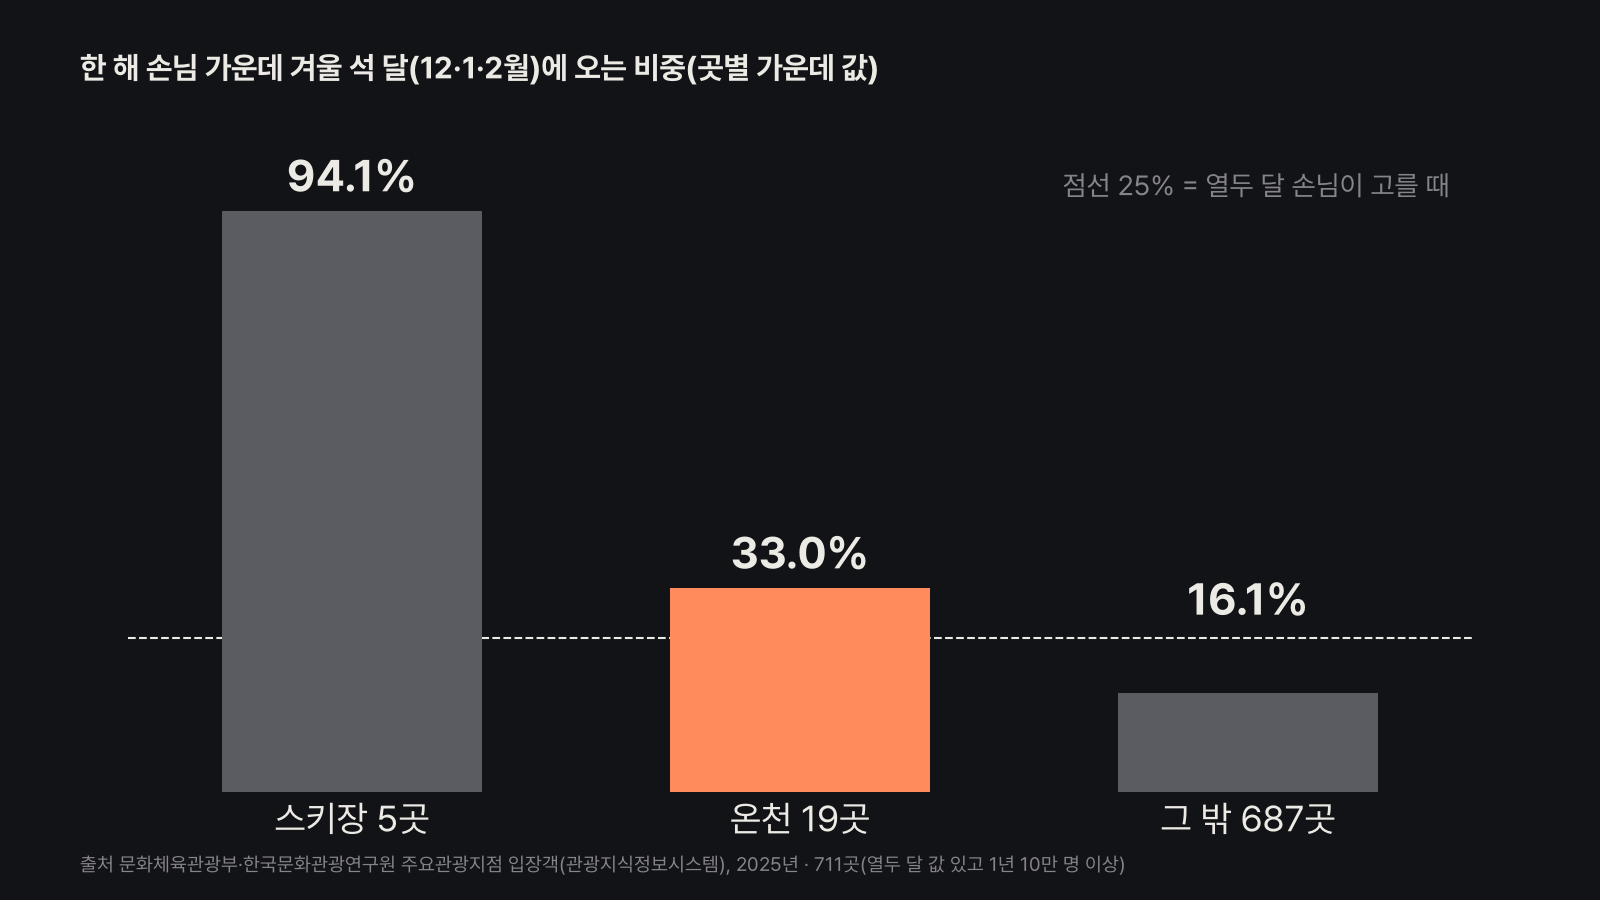 한 해 손님 가운데 겨울 석 달(12·1·2월)에 오는 비중(곳별 가운데 값)
94.1%
점선 25% = 열두 달 손님이 고를 때
33.0%
16.1%
스키장 5곳
온천 19곳
그 밖 687곳
출처 문화체육관광부·한국문화관광연구원 주요관광지점 입장객(관광지식정보시스템), 2025년 · 711곳(열두 달 값 있고 1년 10만 명 이상)